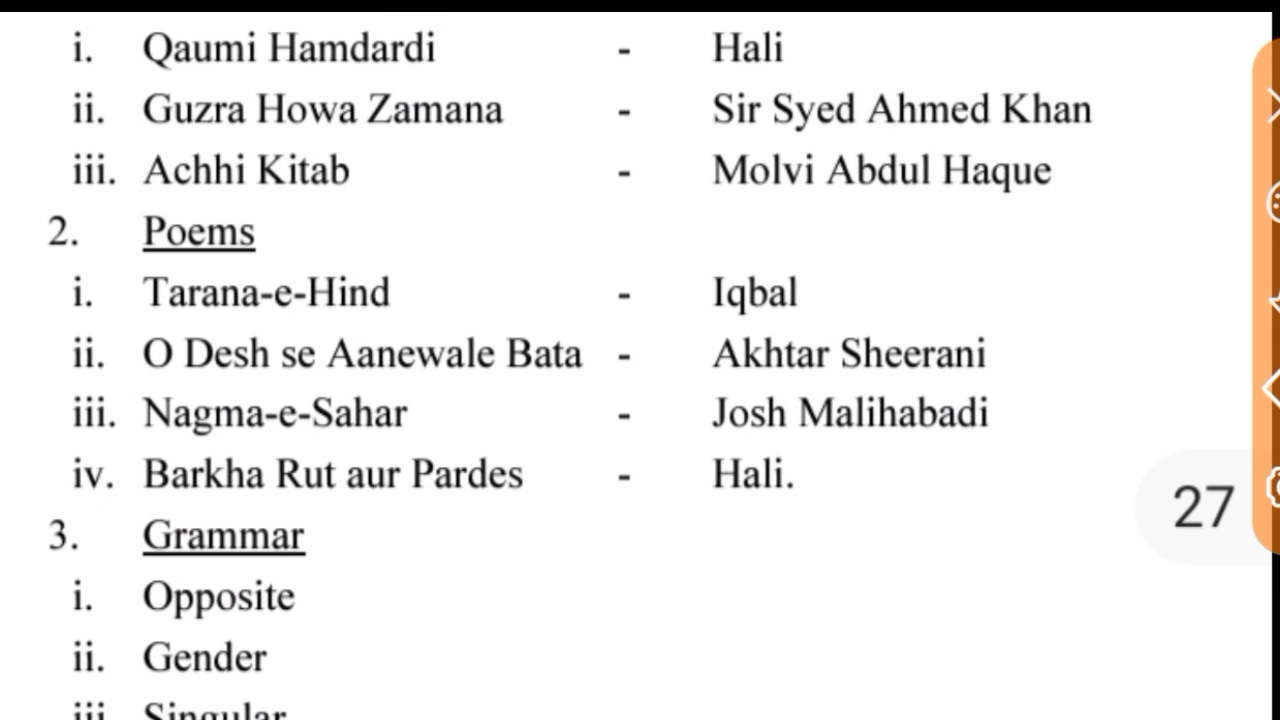 i. Qaumi Hamdardi - Hali
ii. Guzra Howa Zamana - Sir Syed Ahmed Khan
iii. Achhi Kitab - Molvi Abdul Haque
2. Poems
i. Tarana-e-Hind - Iqbal
ii. O Desh se Aanewale Bata - Akhtar Sheerani
iii. Nagma-e-Sahar - Josh Malihabadi
iv. Barkha Rut aur Pardes - Hali.
27
3. Grammar
i. Opposite
ii. Gender
iii. Singular